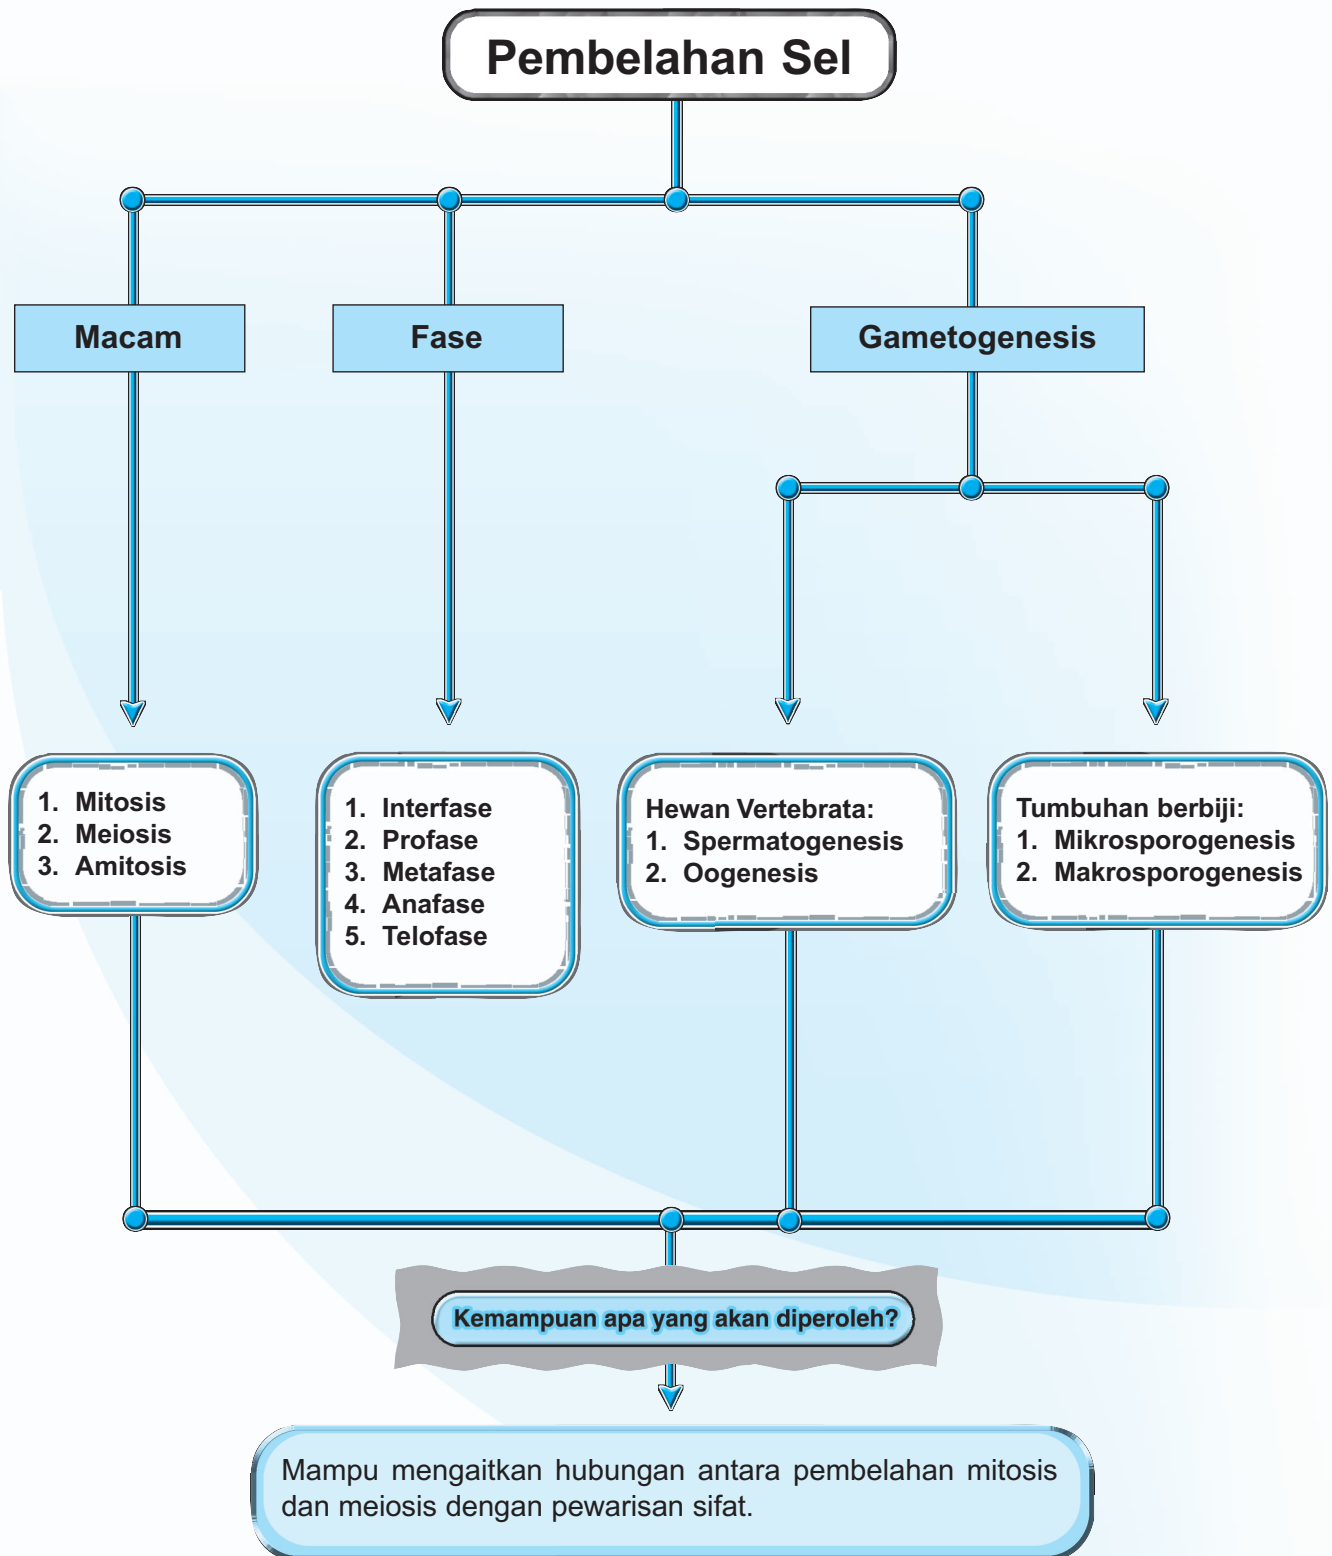 Pembelahan Sel
Macam
Fase
Gametogenesis
1. Mitosis
2. Meiosis
3. Amitosis
1. Interfase
2. Profase
3. Metafase
4. Anafase
5. Telofase
Hewan Vertebrata:
1. Spermatogenesis
2. Oogenesis
Tumbuhan berbiji:
1. Mikrosporogenesis
2. Makrosporogenesis
Kemampuan apa yang akan diperoleh?
Mampu mengaitkan hubungan antara pembelahan mitosis
dan meiosis dengan pewarisan sifat.